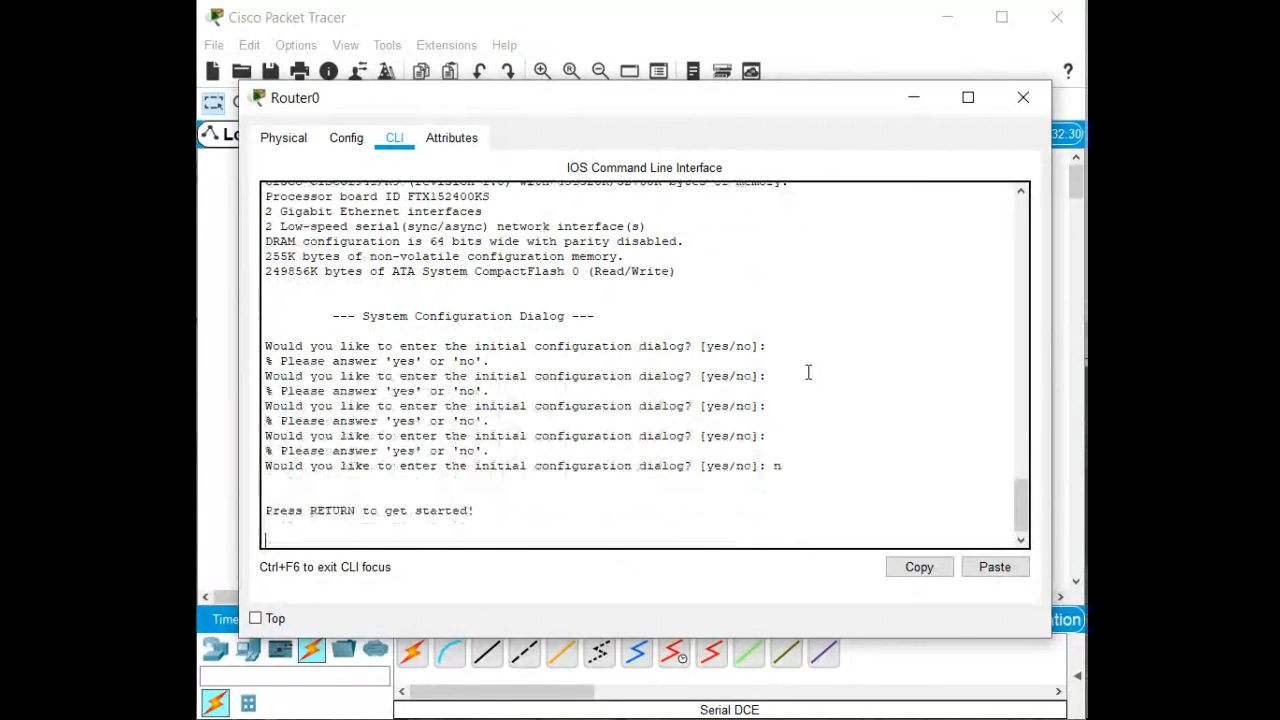 Cisco Packet Tracer
File Edit Options View Tools Extensions Help
?
Router0
32:30
Physical Config CLI Attributes
IOS Command Line Interface
Processor board ID FTX152400KS
2 Gigabit Ethernet interfaces
2 Low-speed serial(sync/async) network interface(s)
DRAM configuration is 64 bits wide with parity disabled.
255K bytes of non-volatile configuration memory.
249856K bytes of ATA System CompactFlash 0 (Read/Write)
--- System Configuration Dialog ---
Would you like to enter the initial configuration dialog? [yes/no]:
% Please answer 'yes' or 'no'.
Would you like to enter the initial configuration dialog? [yes/no]:
% Please answer 'yes' or 'no'.
Would you like to enter the initial configuration dialog? [yes/no]:
% Please answer 'yes' or 'no'.
Would you like to enter the initial configuration dialog? [yes/no]:
% Please answer 'yes' or 'no'.
Would you like to enter the initial configuration dialog? [yes/no]: n
Press RETURN to get started!
Ctrl+F6 to exit CLI focus
Copy Paste
Time
Top
Serial DCE